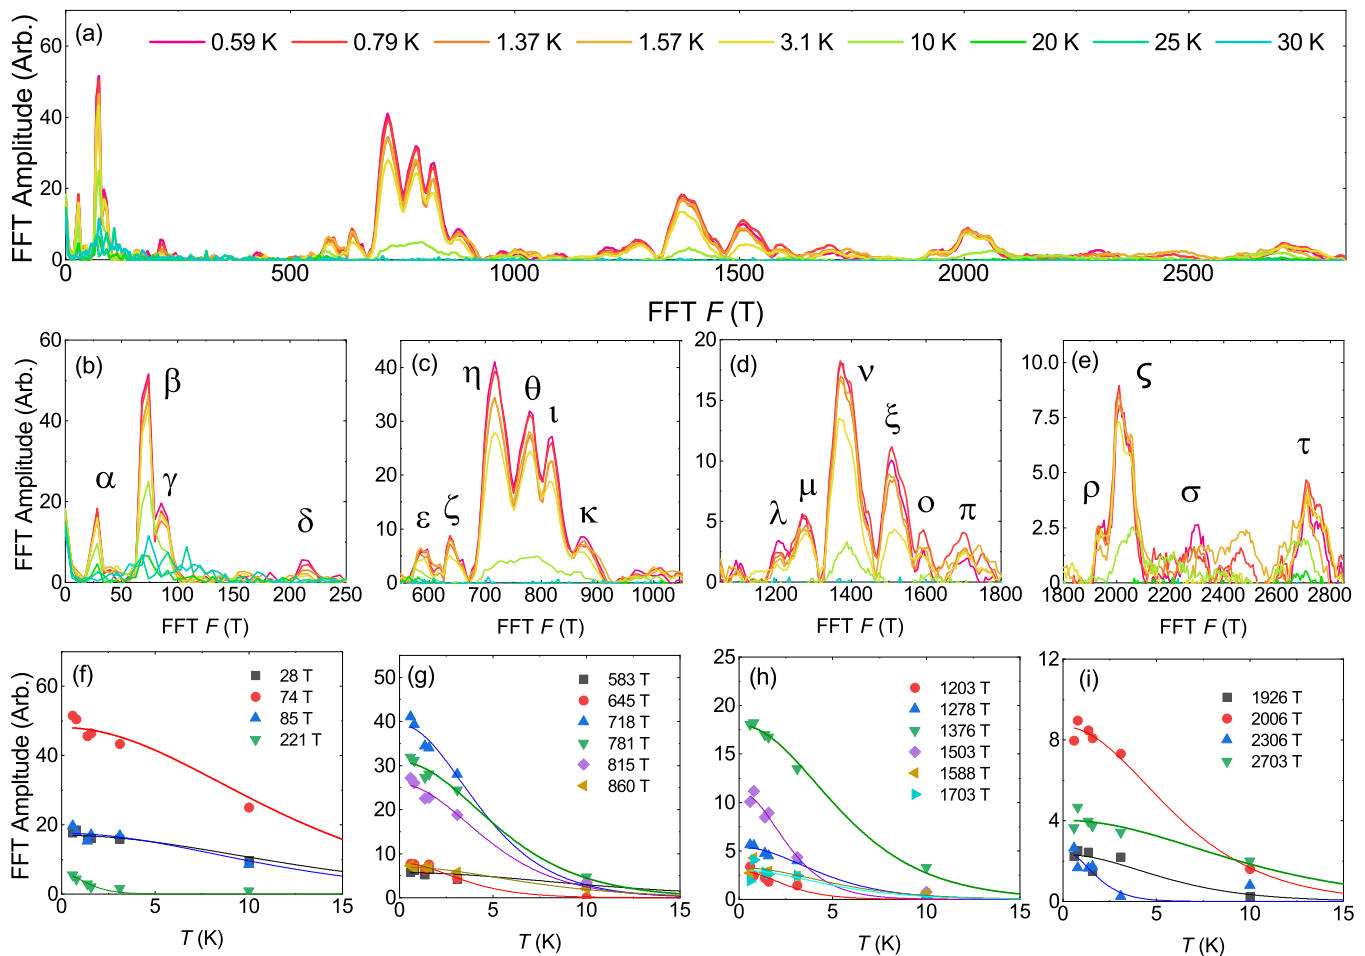 (a)
0.59 K 0.79 K 1.37 K 1.57 K 3.1 K 10 K 20 K 25 K 30 K
FFT Amplitude (Arb.)
60
40
20
0
0 500 1000 1500 2000 2500
FFT F (T)
(b)
FFT Amplitude (Arb.)
60
40
20
0
α
β
γ
δ
0 50 100 150 200 250
FFT F (T)
(c)
40
30
20
10
0
η
θ
ι
ε
ζ
κ
600 700 800 900 1000
FFT F (T)
(d)
20
15
10
5
0
ν
ξ
λ
μ
ο
π
1200 1400 1600 1800
FFT F (T)
(e)
10.0
7.5
5.0
2.5
0.0
ς
ρ
σ
τ
1800 2000 2200 2400 2600 2800
FFT F (T)
(f)
FFT Amplitude (Arb.)
60
40
20
0
28 T
74 T
85 T
221 T
0 5 10 15
T (K)
(g)
50
40
30
20
10
0
583 T
645 T
718 T
781 T
815 T
860 T
0 5 10 15
T (K)
(h)
25
20
15
10
5
0
1203 T
1278 T
1376 T
1503 T
1588 T
1703 T
0 5 10 15
T (K)
(i)
12
8
4
0
1926 T
2006 T
2306 T
2703 T
0 5 10 15
T (K)